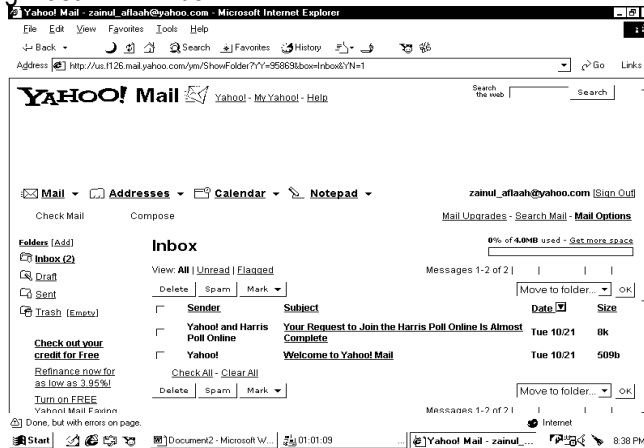 Yahoo! Mail - zainul_aflaah@yahoo.com - Microsoft Internet Explorer
File Edit View Favorites Tools Help
Back Search Favorites History
Address http://us.f126.mail.yahoo.com/ym/ShowFolder?YY=95869&box=Inbox&YN=1 Go Links
YAHOO! Mail Yahoo! - My Yahoo! - Help Search the web Search
Mail Addresses Calendar Notepad zainul_aflaah@yahoo.com [Sign Out]
Check Mail Compose Mail Upgrades - Search Mail - Mail Options
Folders [Add]
Inbox (2)
Draft
Sent
Trash [Empty]
Check out your
credit for Free
Refinance now for
as low as 3.95%!
Turn on FREE
Yahoo! Mail Faxing
Inbox 0% of 4.0MB used - Get more space
View: All | Unread | Flagged Messages 1-2 of 2 | | | |
Delete Spam Mark Move to folder... OK
Sender Subject Date Size
Yahoo! and Harris Poll Online Your Request to Join the Harris Poll Online Is Almost Complete Tue 10/21 8k
Yahoo! Welcome to Yahoo! Mail Tue 10/21 509b
Check All - Clear All
Delete Spam Mark Move to folder... OK
Messages 1-2 of 2 | | | |
Done, but with errors on page. Internet
Start Document2 - Microsoft W... 01:01:09 ... Yahoo! Mail - zainul_... 8:38 PM